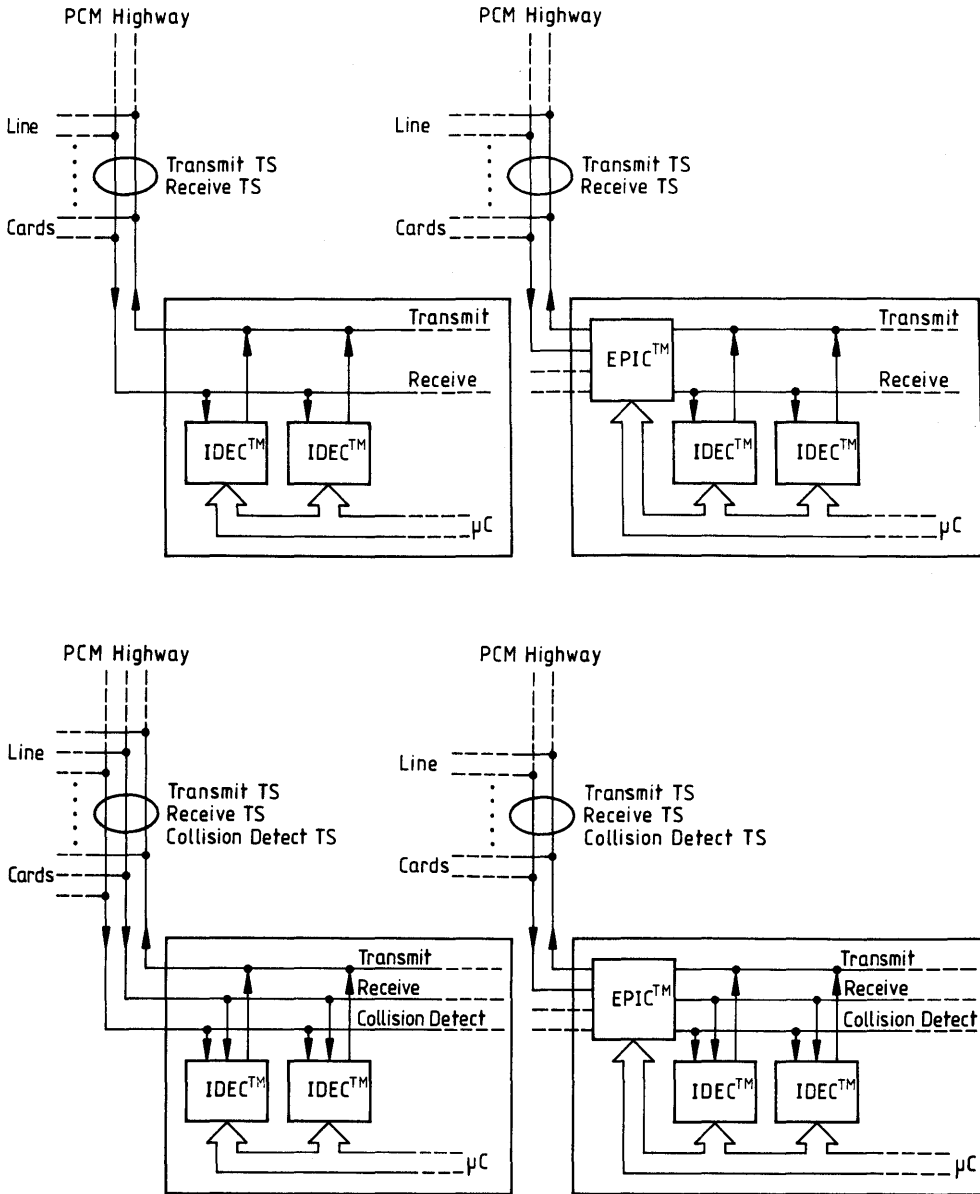 PCM Highway
Line
Transmit TS
Receive TS
Cards
Transmit
Receive
IDEC™
IDEC™
µC
PCM Highway
Line
Transmit TS
Receive TS
Cards
EPIC™
Transmit
Receive
IDEC™
IDEC™
µC
PCM Highway
Line
Transmit TS
Receive TS
Collision Detect TS
Cards
Transmit
Receive
Collision Detect
IDEC™
IDEC™
µC
PCM Highway
Line
Transmit TS
Receive TS
Collision Detect TS
Cards
EPIC™
Transmit
Receive
Collision Detect
IDEC™
IDEC™
µC